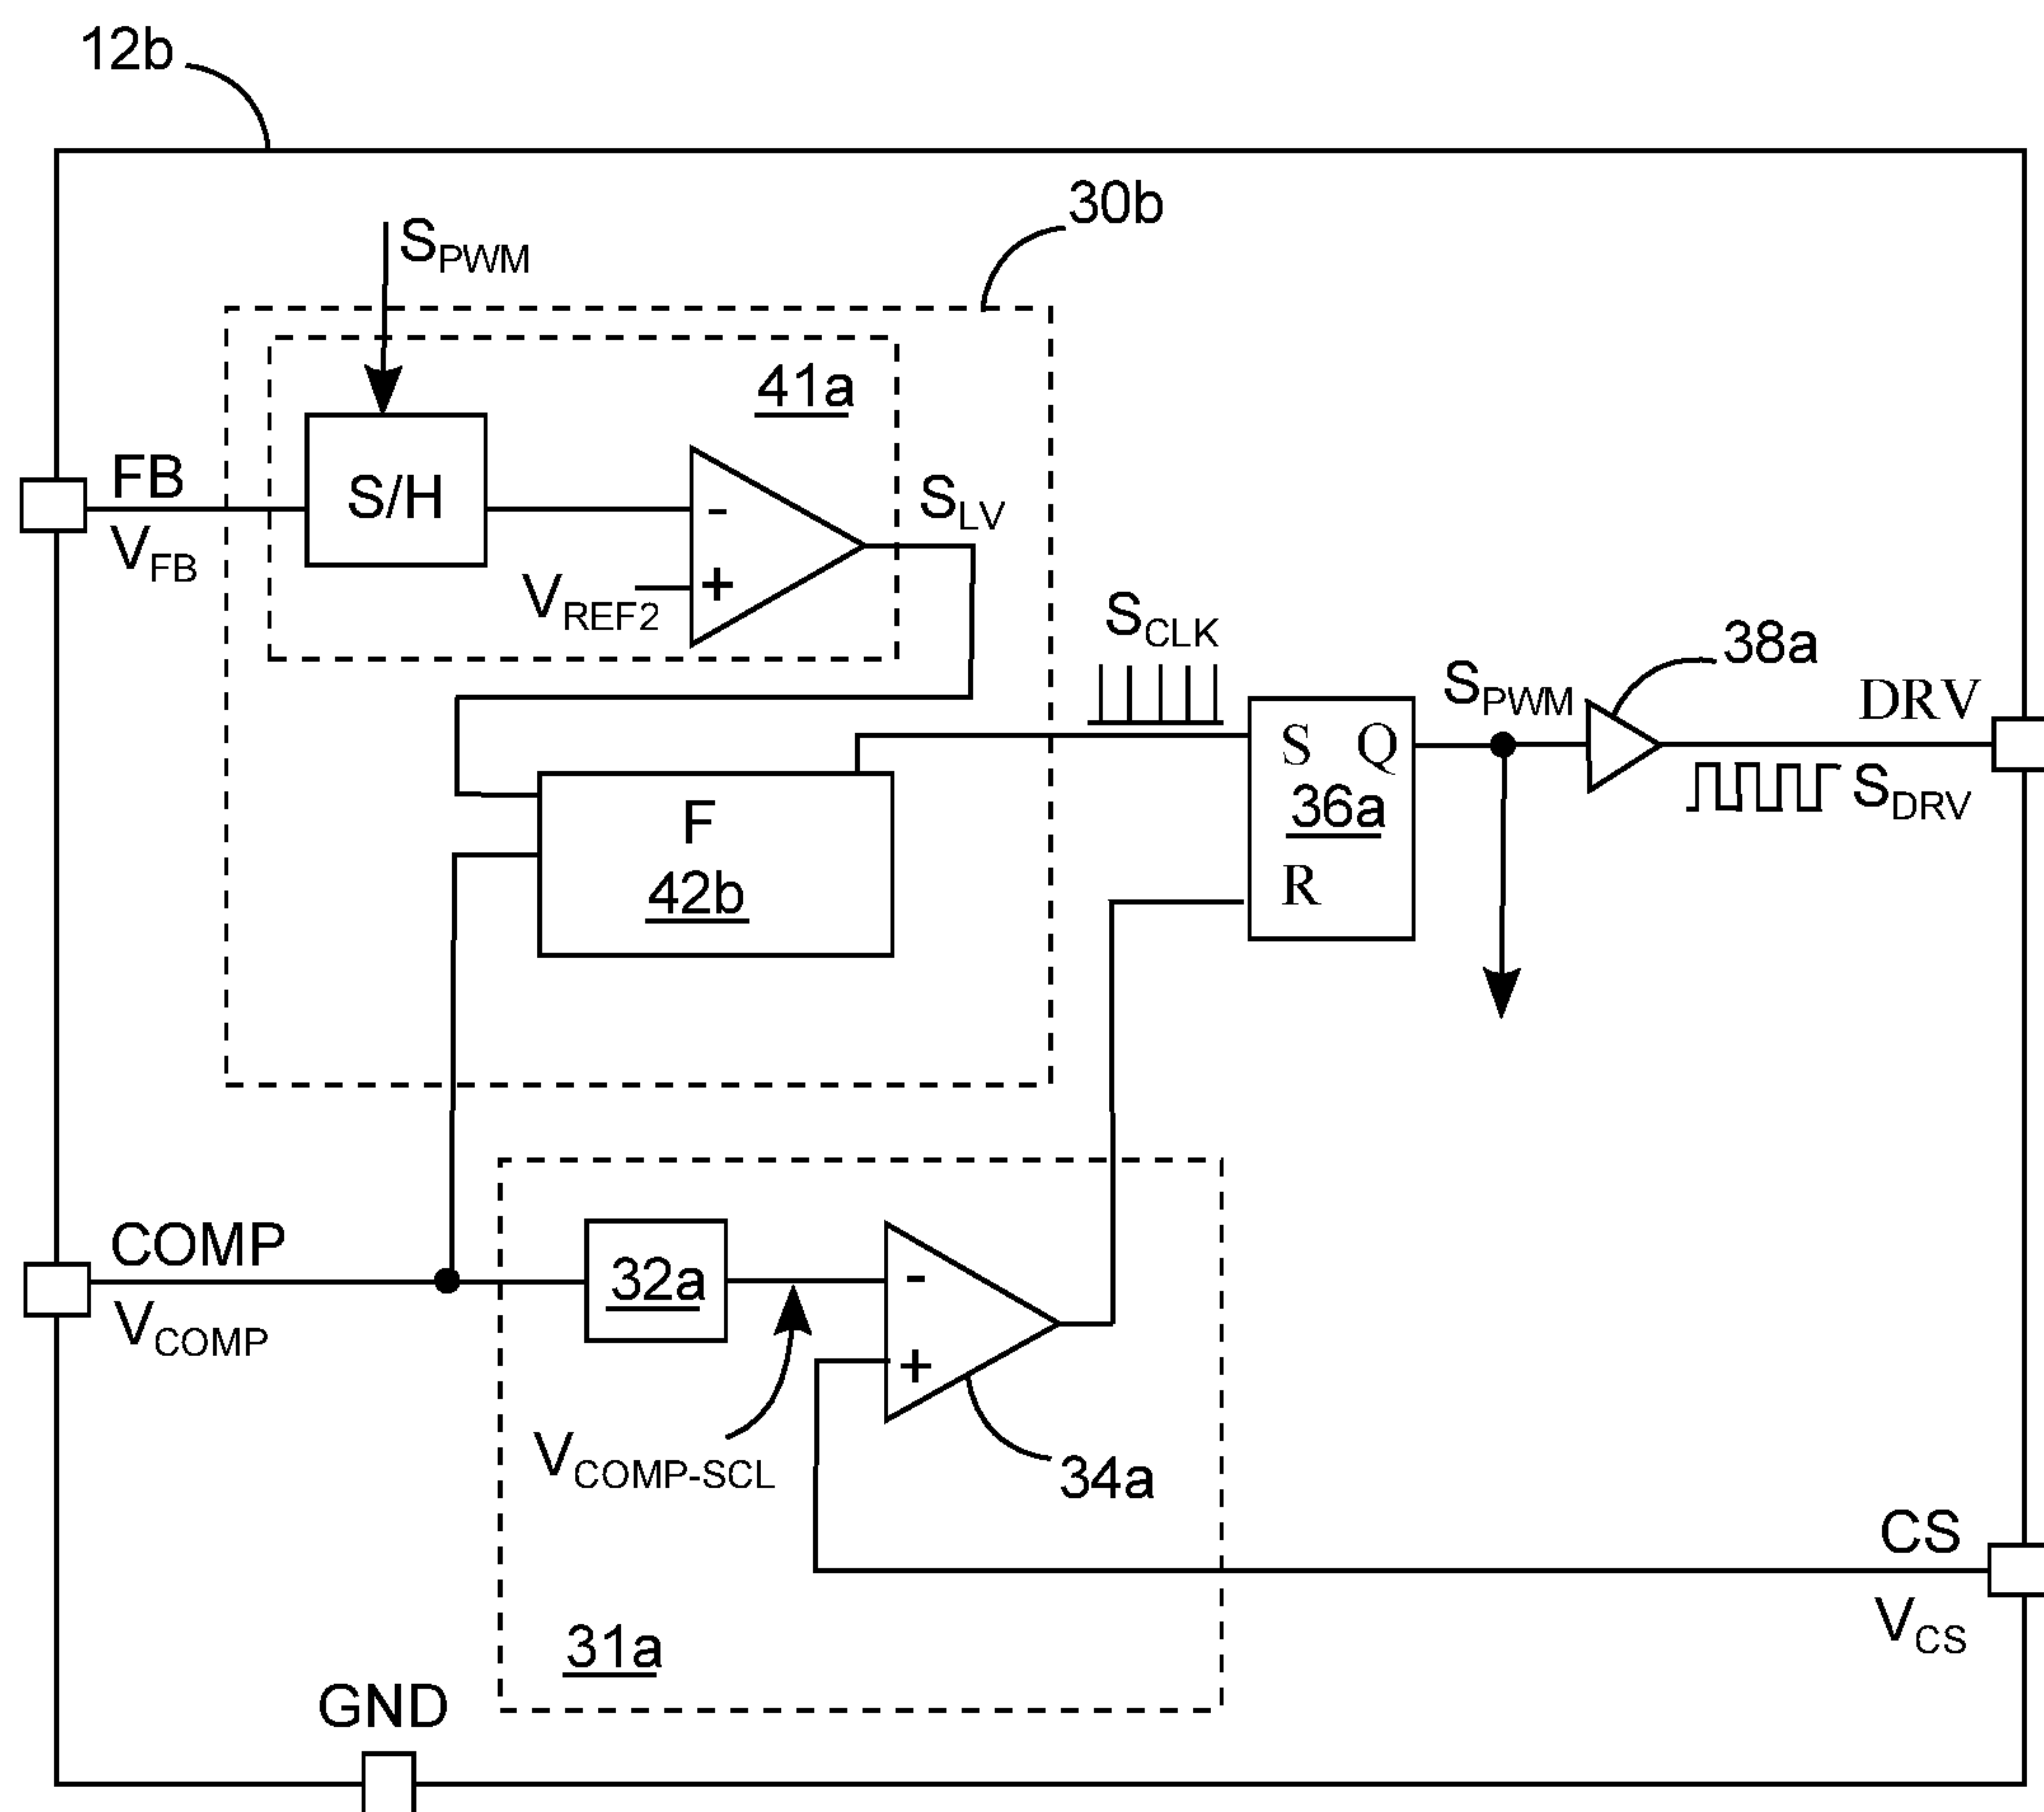 12b
30b
SPWM
41a
FB
S/H
-
SLV
VFB
VREF2
+
SCLK
38a
SPWM
DRV
S Q
F
36a
SDRV
42b
R
COMP
32a
-
VCOMP
+
VCOMP-SCL
34a
CS
VCS
31a
GND